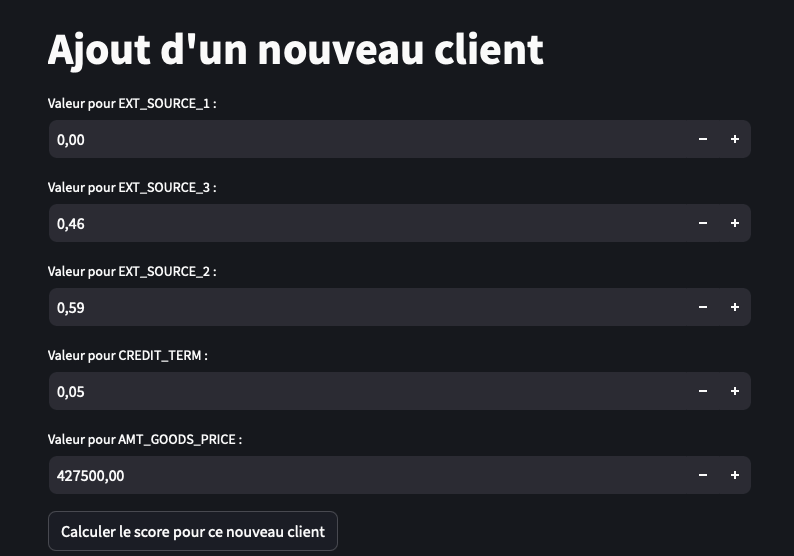 Ajout d'un nouveau client
Valeur pour EXT_SOURCE_1 :
0,00
Valeur pour EXT_SOURCE_3 :
0,46
Valeur pour EXT_SOURCE_2 :
0,59
Valeur pour CREDIT_TERM :
0,05
Valeur pour AMT_GOODS_PRICE :
427500,00
Calculer le score pour ce nouveau client